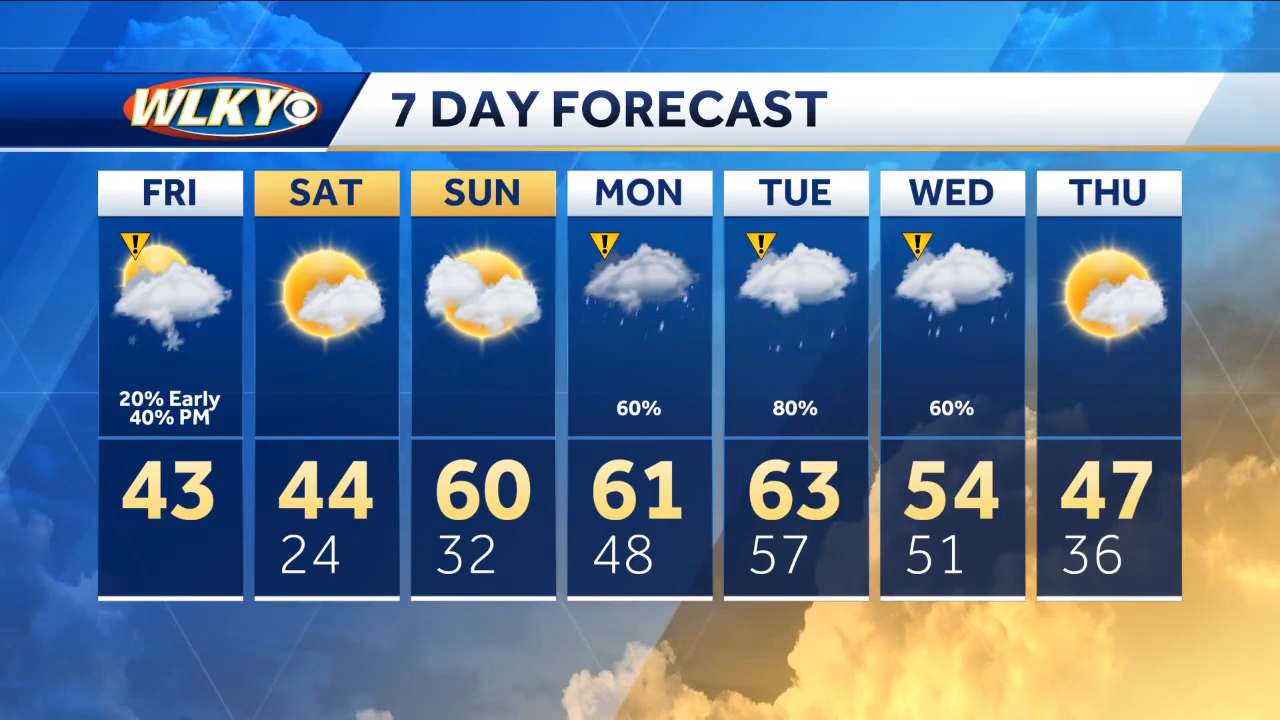 WLKY
7 DAY FORECAST
FRI
SAT
SUN
MON
TUE
WED
THU
!
!
!
!
20% Early
40% PM
60%
80%
60%
43
44
60
61
63
54
47
24
32
48
57
51
36